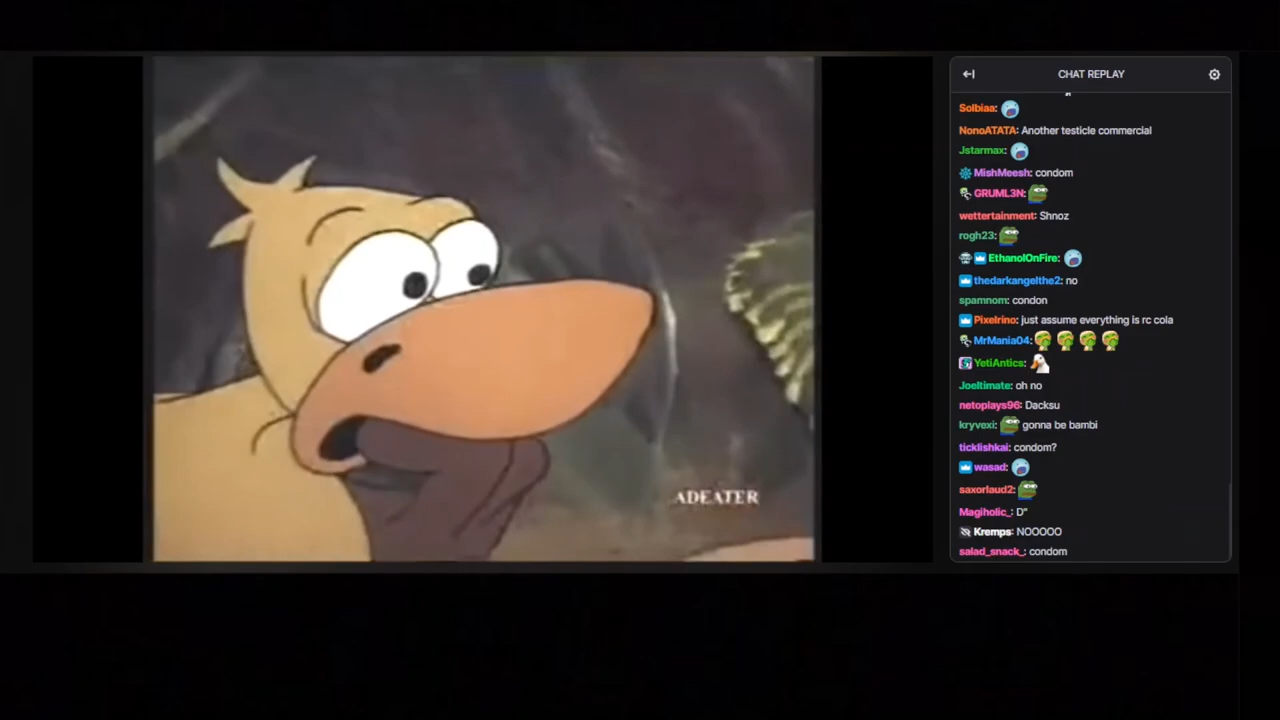 CHAT REPLAY
Solbiaa:
NonoATATA: Another testicle commercial
Jstarmax:
MishMeesh: condom
GRUML3N:
wettertainment: Shnoz
rogh23:
EthanolOnFire:
thedarkangelthe2: no
spamnom: condon
Pixelrino: just assume everything is rc cola
MrMania04:
YetiAntics:
Joeltimate: oh no
netoplays96: Dacksu
kryvexi: gonna be bambi
ticklishkai: condom?
wasad:
saxorlaud2:
Magiholic_: D"
Kremps: NOOOOO
salad_snack_: condom
ADEATER